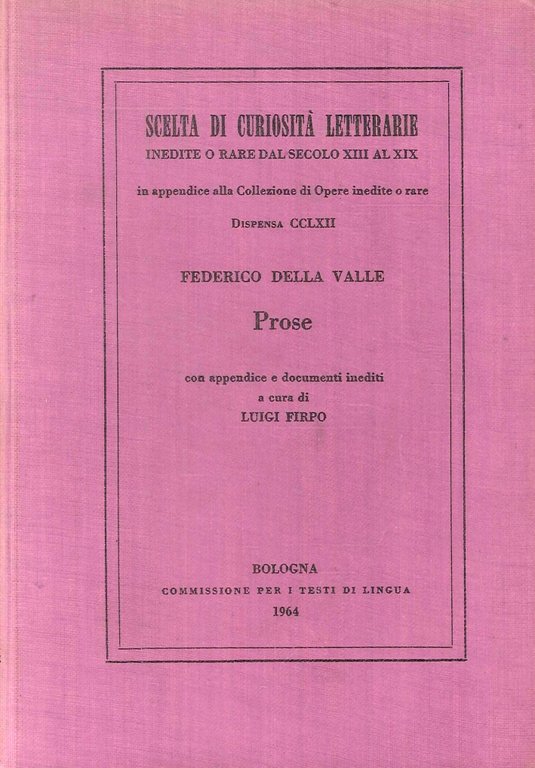 SCELTA DI CURIOSITÀ LETTERARIE
INEDITE O RARE DAL SECOLO XIII AL XIX
in appendice alla Collezione di Opere inedite o rare
DISPENSA CCLXII
FEDERICO DELLA VALLE
Prose
con appendice e documenti inediti
a cura di
LUIGI FIRPO
BOLOGNA
COMMISSIONE PER I TESTI DI LINGUA
1964